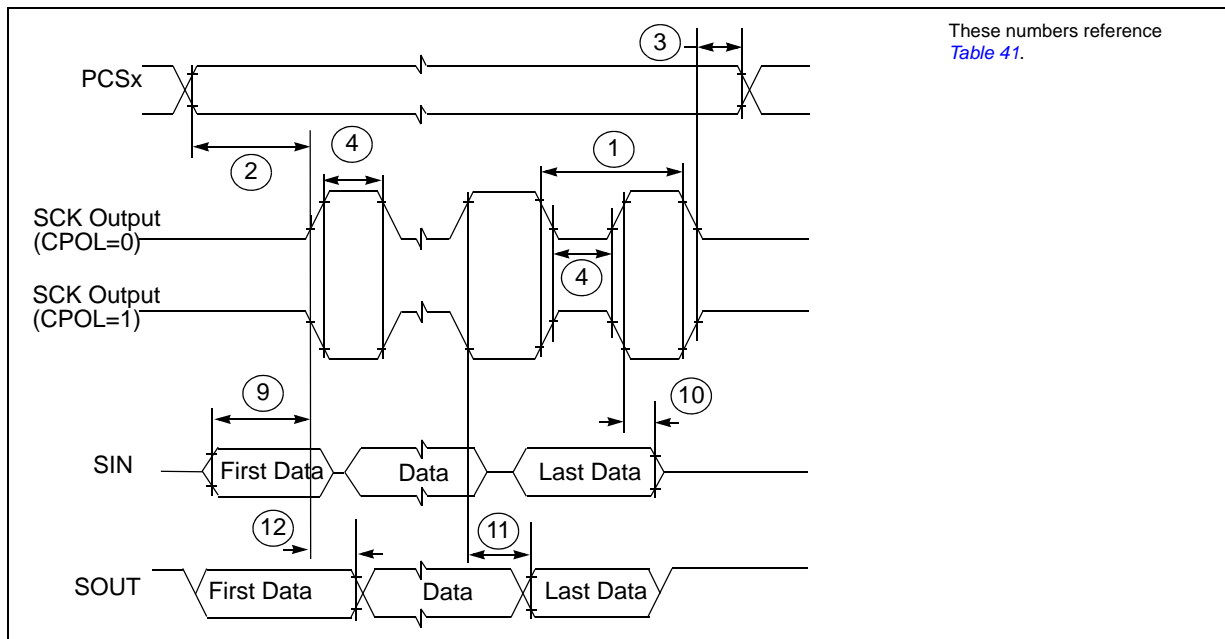 These numbers reference
Table 41.
3
PCSx
2
4
1
SCK Output
(CPOL=0)
4
SCK Output
(CPOL=1)
9
10
SIN
First Data
Data
Last Data
12
11
SOUT
First Data
Data
Last Data